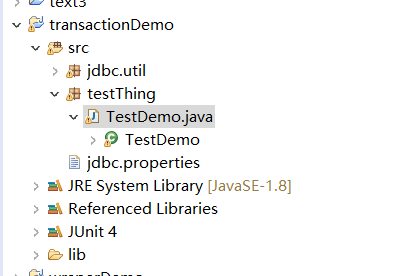 text3
transactionDemo
src
jdbc.util
testThing
TestDemo.java
TestDemo
jdbc.properties
JRE System Library [JavaSE-1.8]
Referenced Libraries
JUnit 4
lib